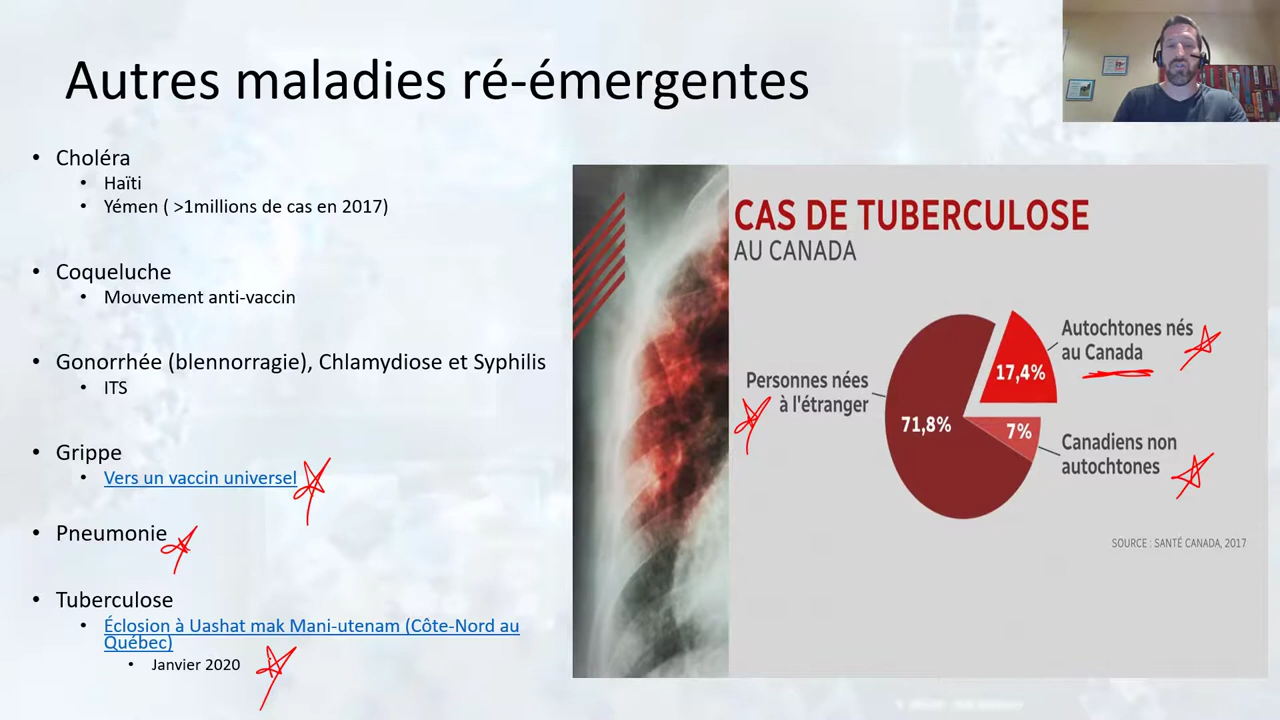 Autres maladies ré-émergentes
• Choléra
• Haïti
• Yémen ( >1millions de cas en 2017)
• Coqueluche
• Mouvement anti-vaccin
• Gonorrhée (blennorragie), Chlamydiose et Syphilis
• ITS
• Grippe
• Vers un vaccin universel
• Pneumonie
• Tuberculose
• Éclosion à Uashat mak Mani-utenam (Côte-Nord au
Québec)
• Janvier 2020
CAS DE TUBERCULOSE
AU CANADA
Autochtones nés
au Canada
17,4%
Personnes nées
à l'étranger
71,8%
7%
Canadiens non
autochtones
SOURCE : SANTÉ CANADA, 2017